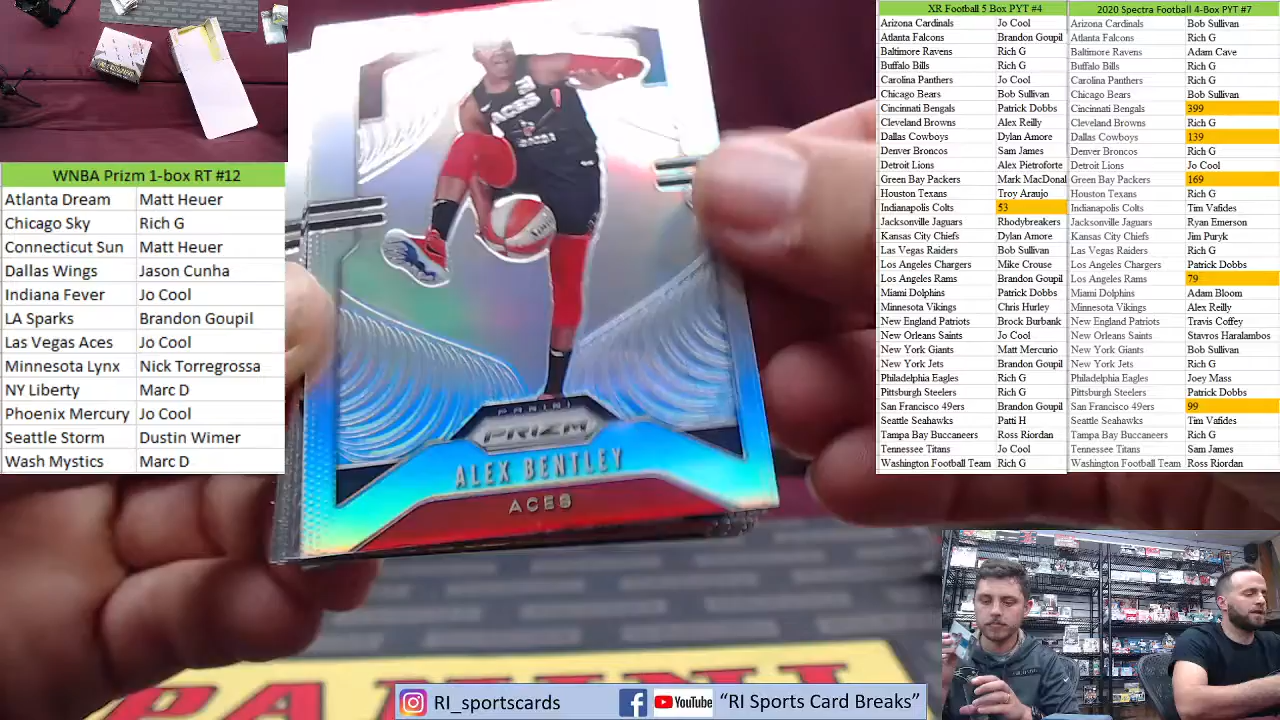 WNBA Prizm 1-box RT #12
Atlanta Dream Matt Heuer
Chicago Sky Rich G
Connecticut Sun Matt Heuer
Dallas Wings Jason Cunha
Indiana Fever Jo Cool
LA Sparks Brandon Goupil
Las Vegas Aces Jo Cool
Minnesota Lynx Nick Torregrossa
NY Liberty Marc D
Phoenix Mercury Jo Cool
Seattle Storm Dustin Wimer
Wash Mystics Marc D
ACES
PANINI
PRIZM
ALEX BENTLEY
ACES
XR Football 5 Box PYT #4
Arizona Cardinals Jo Cool
Atlanta Falcons Brandon Goupil
Baltimore Ravens Rich G
Buffalo Bills Rich G
Carolina Panthers Jo Cool
Chicago Bears Bob Sullivan
Cincinnati Bengals Patrick Dobbs
Cleveland Browns Alex Reilly
Dallas Cowboys Dylan Amore
Denver Broncos Sam James
Detroit Lions Alex Pietroforte
Green Bay Packers Mark MacDonal
Houston Texans Troy Araujo
Indianapolis Colts 53
Jacksonville Jaguars Rhodybreakers
Kansas City Chiefs Dylan Amore
Las Vegas Raiders Bob Sullivan
Los Angeles Chargers Mike Crouse
Los Angeles Rams Brandon Goupil
Miami Dolphins Patrick Dobbs
Minnesota Vikings Chris Hurley
New England Patriots Brock Burbank
New Orleans Saints Jo Cool
New York Giants Matt Mercurio
New York Jets Brandon Goupil
Philadelphia Eagles Rich G
Pittsburgh Steelers Rich G
San Francisco 49ers Brandon Goupil
Seattle Seahawks Patti H
Tampa Bay Buccaneers Ross Riordan
Tennessee Titans Jo Cool
Washington Football Team Rich G
2020 Spectra Football 4-Box PYT #7
Arizona Cardinals Bob Sullivan
Atlanta Falcons Rich G
Baltimore Ravens Adam Cave
Buffalo Bills Rich G
Carolina Panthers Rich G
Chicago Bears Bob Sullivan
Cincinnati Bengals 399
Cleveland Browns Rich G
Dallas Cowboys 139
Denver Broncos Rich G
Detroit Lions Jo Cool
Green Bay Packers 169
Houston Texans Rich G
Indianapolis Colts Tim Vafides
Jacksonville Jaguars Ryan Emerson
Kansas City Chiefs Jim Puryk
Las Vegas Raiders Rich G
Los Angeles Chargers Patrick Dobbs
Los Angeles Rams 79
Miami Dolphins Adam Bloom
Minnesota Vikings Alex Reilly
New England Patriots Travis Coffey
New Orleans Saints Stavros Haralambos
New York Giants Bob Sullivan
New York Jets Rich G
Philadelphia Eagles Joey Mass
Pittsburgh Steelers Patrick Dobbs
San Francisco 49ers 99
Seattle Seahawks Tim Vafides
Tampa Bay Buccaneers Rich G
Tennessee Titans Sam James
Washington Football Team Ross Riordan
PANINI
RI_sportscards YouTube "RI Sports Card Breaks"